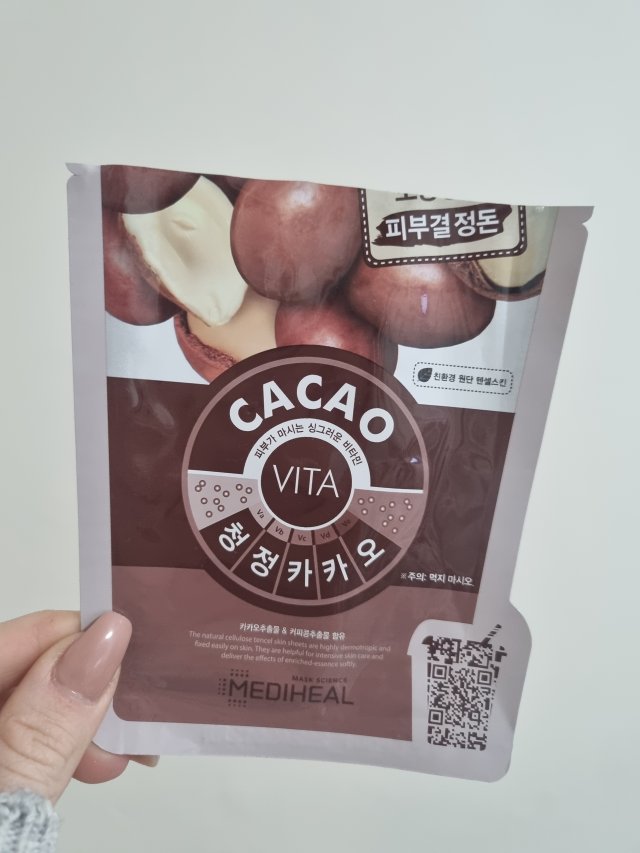 피부결 정돈
친환경 원단 텐셀스킨
CACAO
피부가 마시는 싱그러운 비타민
VITA
Va Vb Vc Vd Ve
청정카카오
※주의: 먹지 마시오
카카오추출물 & 커피콩추출물 함유
The natural cellulose tencel skin sheets are highly dermotropic and
fixed easily on skin. They are helpful for intensive skin care and
deliver the effects of enriched-essence softly.
MASK SCIENCE
MEDIHEAL